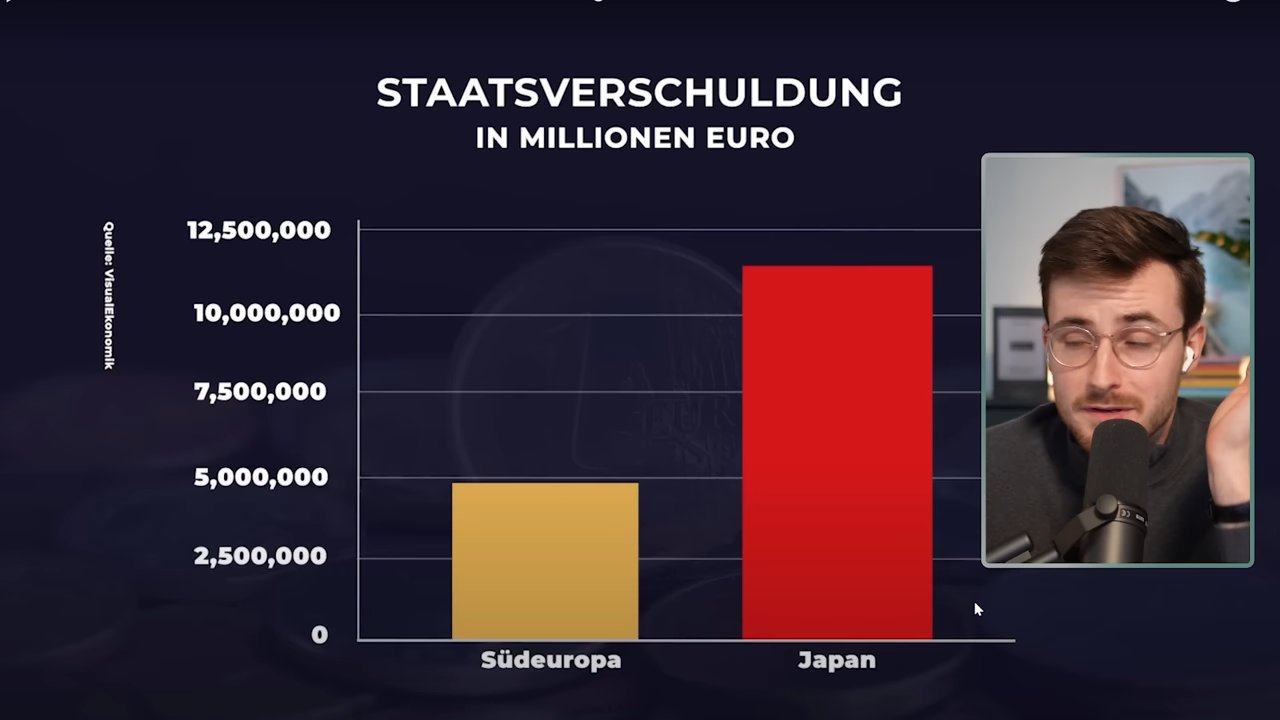 STAATSVERSCHULDUNG
IN MILLIONEN EURO
Quelle: VisualEkonomik
12,500,000
10,000,000
7,500,000
5,000,000
2,500,000
0
Südeuropa
Japan